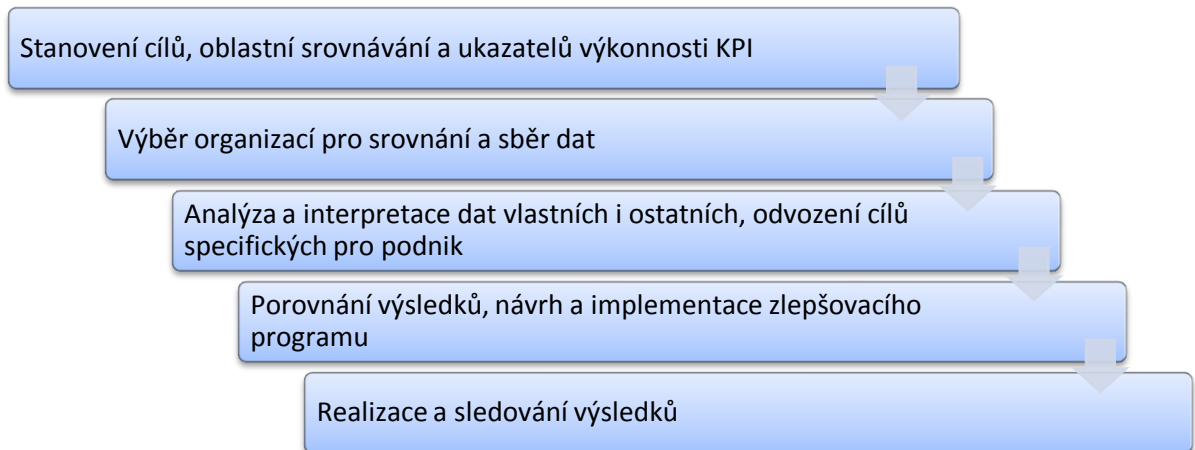 Stanovení cílů, oblastní srovnávání a ukazatelů výkonnosti KPI
Výběr organizací pro srovnání a sběr dat
Analýza a interpretace dat vlastních i ostatních, odvození cílů
specifických pro podnik
Porovnání výsledků, návrh a implementace zlepšovacího
programu
Realizace a sledování výsledků